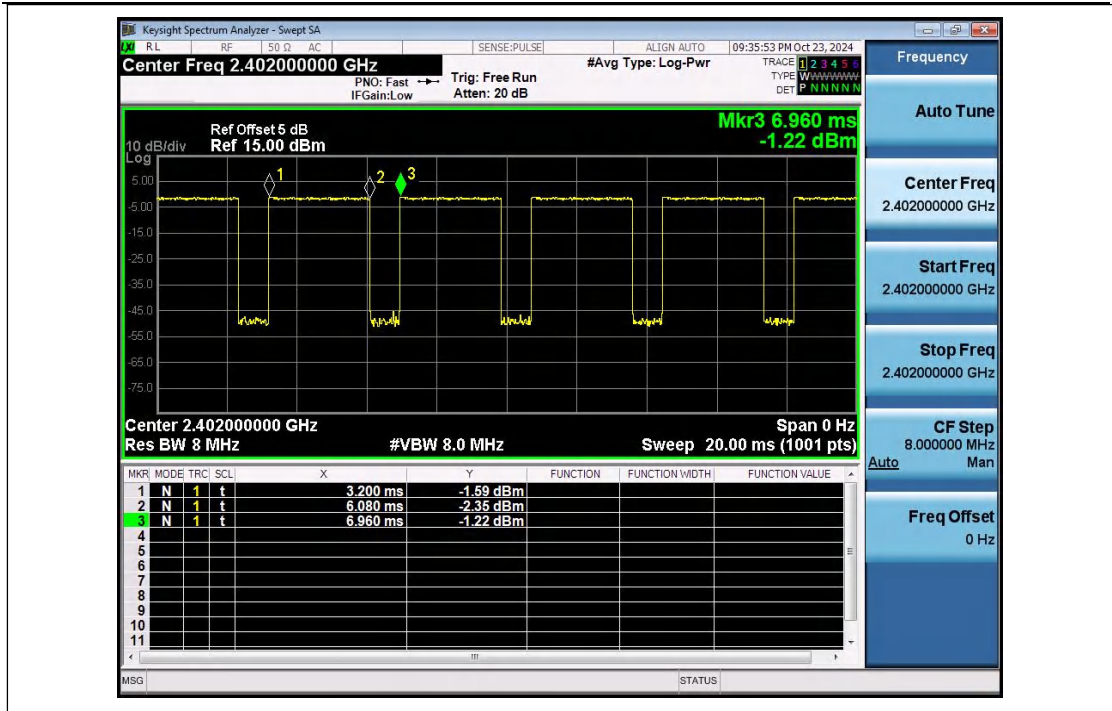 Keysight Spectrum Analyzer - Swept SA
LXI RL RF 50 Ω AC SENSE:PULSE ALIGN AUTO 09:35:53 PM Oct 23, 2024
Center Freq 2.402000000 GHz #Avg Type: Log-Pwr TRACE 1 2 3 4 5 6
PNO: Fast Trig: Free Run TYPE W
IFGain:Low Atten: 20 dB DET P N N N N N
Mkr3 6.960 ms
-1.22 dBm
Ref Offset 5 dB
10 dB/div Ref 15.00 dBm
Log
1 2 3
5.00
-5.00
-15.0
-25.0
-35.0
-45.0
-55.0
-65.0
-75.0
Center 2.402000000 GHz Span 0 Hz
Res BW 8 MHz #VBW 8.0 MHz Sweep 20.00 ms (1001 pts)
MKR MODE TRC SCL X Y FUNCTION FUNCTION WIDTH FUNCTION VALUE
1 N 1 t 3.200 ms -1.59 dBm
2 N 1 t 6.080 ms -2.35 dBm
3 N 1 t 6.960 ms -1.22 dBm
4
5
6
7
8
9
10
11
MSG STATUS
Frequency
Auto Tune
Center Freq
2.402000000 GHz
Start Freq
2.402000000 GHz
Stop Freq
2.402000000 GHz
CF Step
8.000000 MHz
Auto Man
Freq Offset
0 Hz